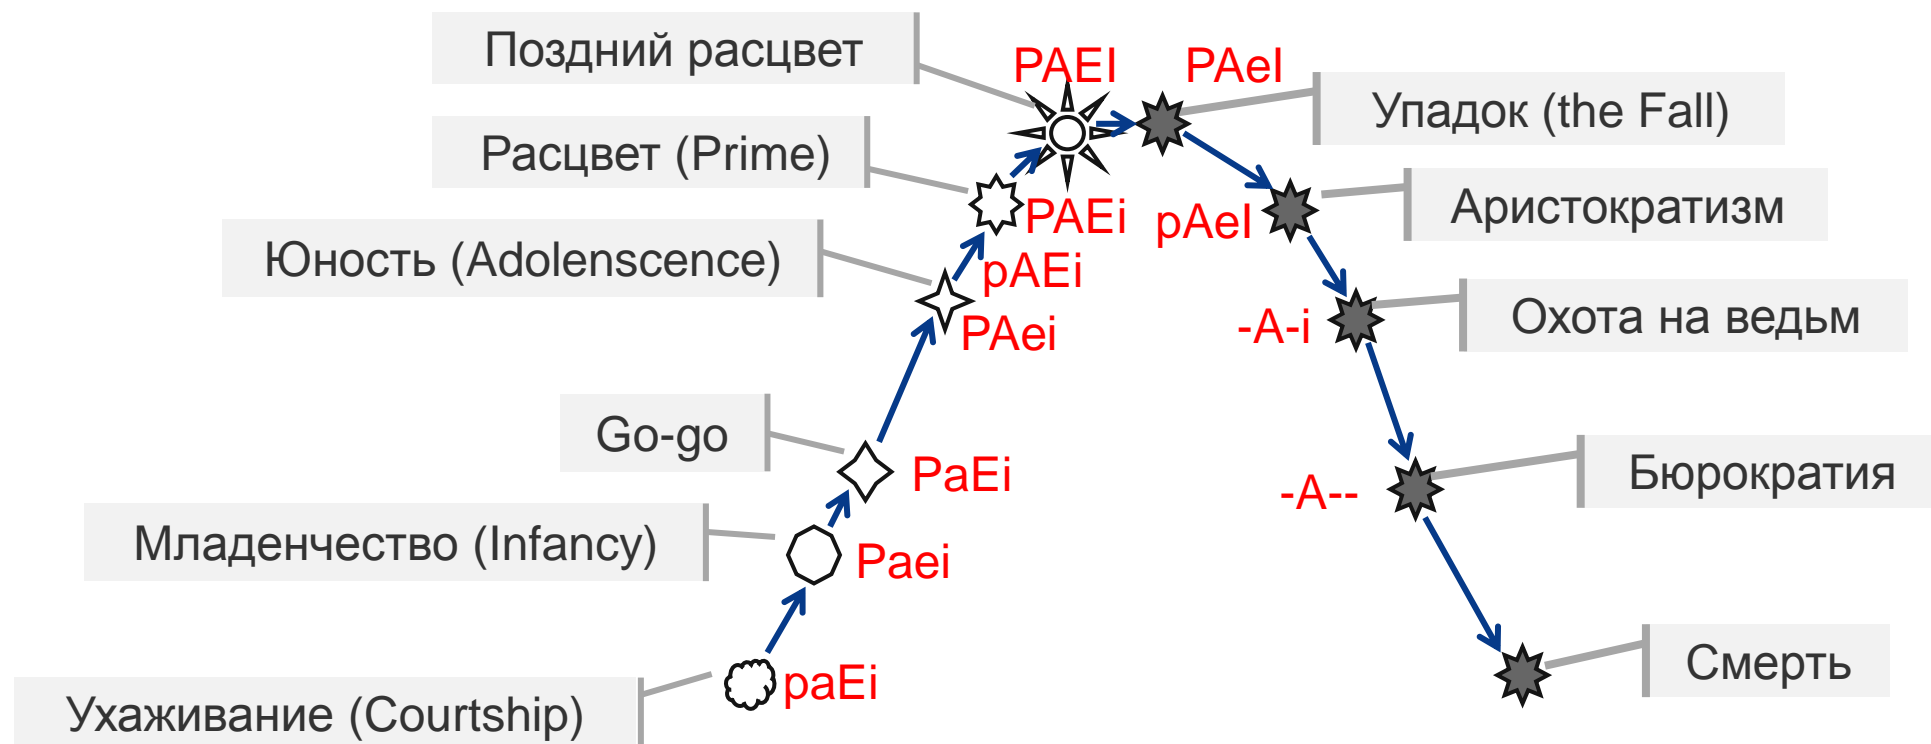 Поздний расцвет
PAEI
PAeI
Упадок (the Fall)
Расцвет (Prime)
PAEi
pAeI
Аристократизм
Юность (Adolenscence)
pAEi
PAei
-A-i
Охота на ведьм
Go-go
PaEi
-A--
Бюрократия
Младенчество (Infancy)
Paei
Ухаживание (Courtship)
paEi
Смерть